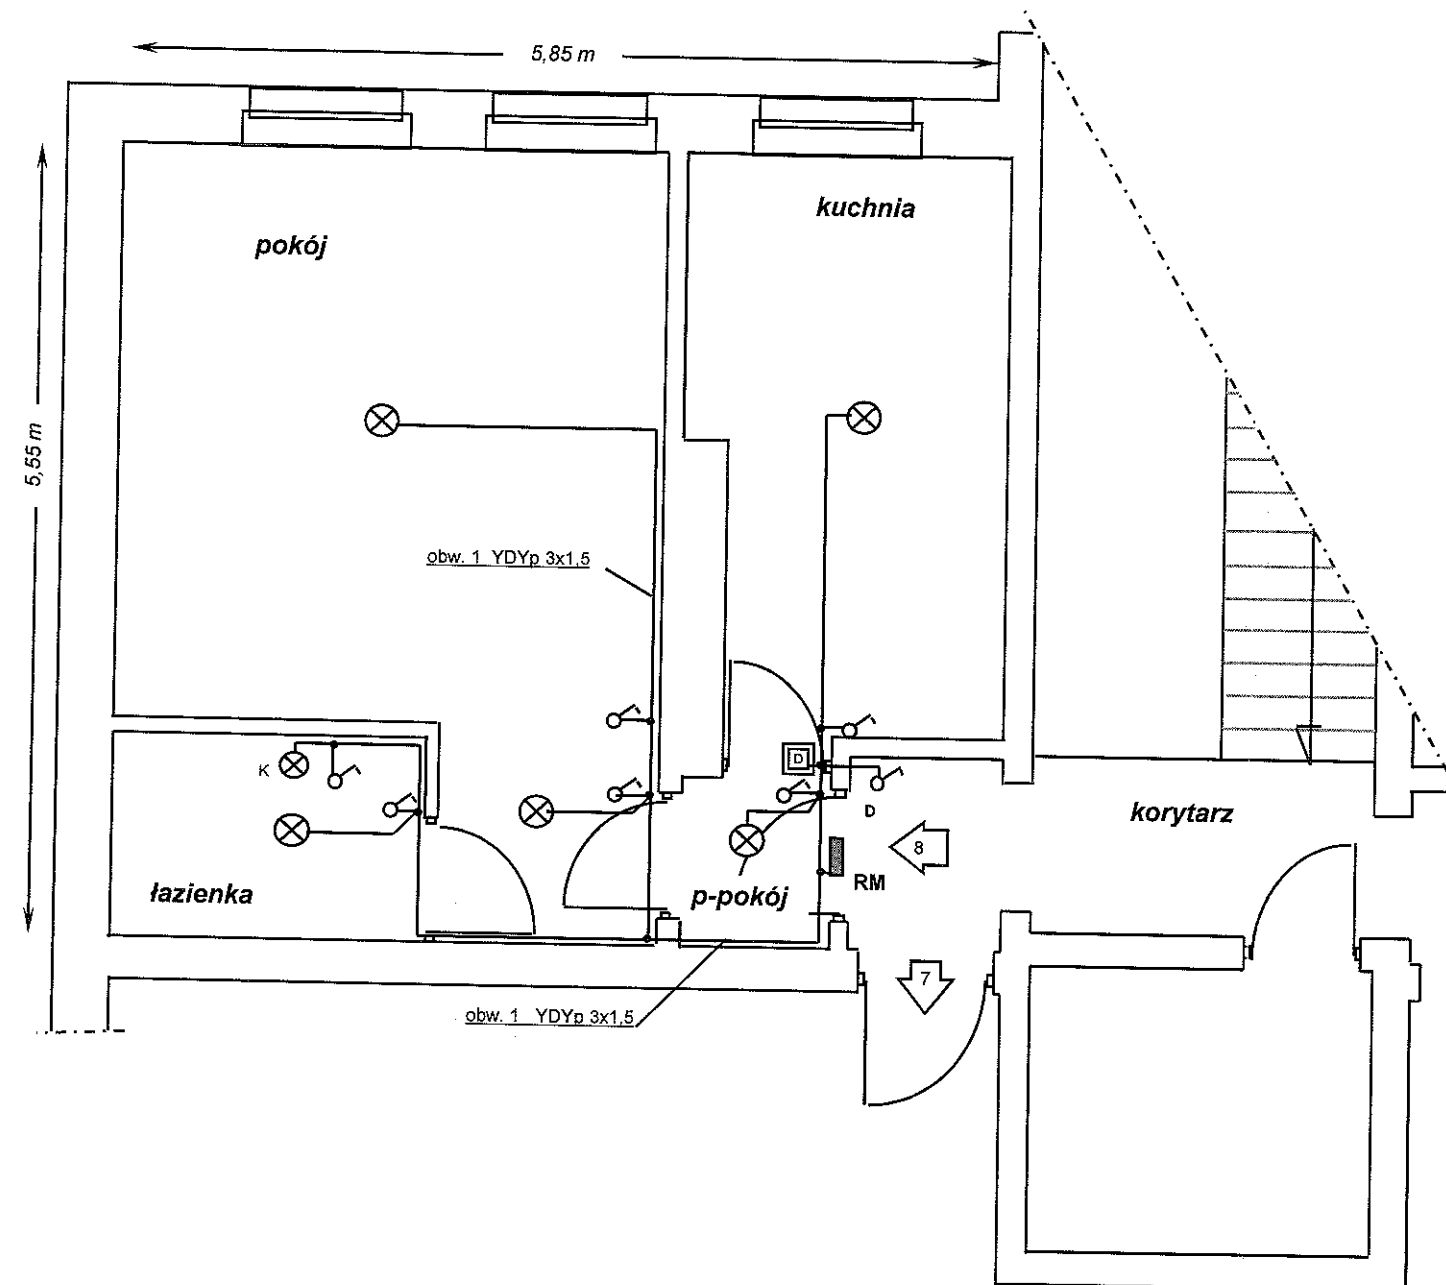 5,85 m
kuchnia
pokój
5,55 m
obw. 1 YDYp 3x1,5
D
K
D
korytarz
8
RM
łazienka
p-pokój
7
obw. 1 YDYp 3x1,5